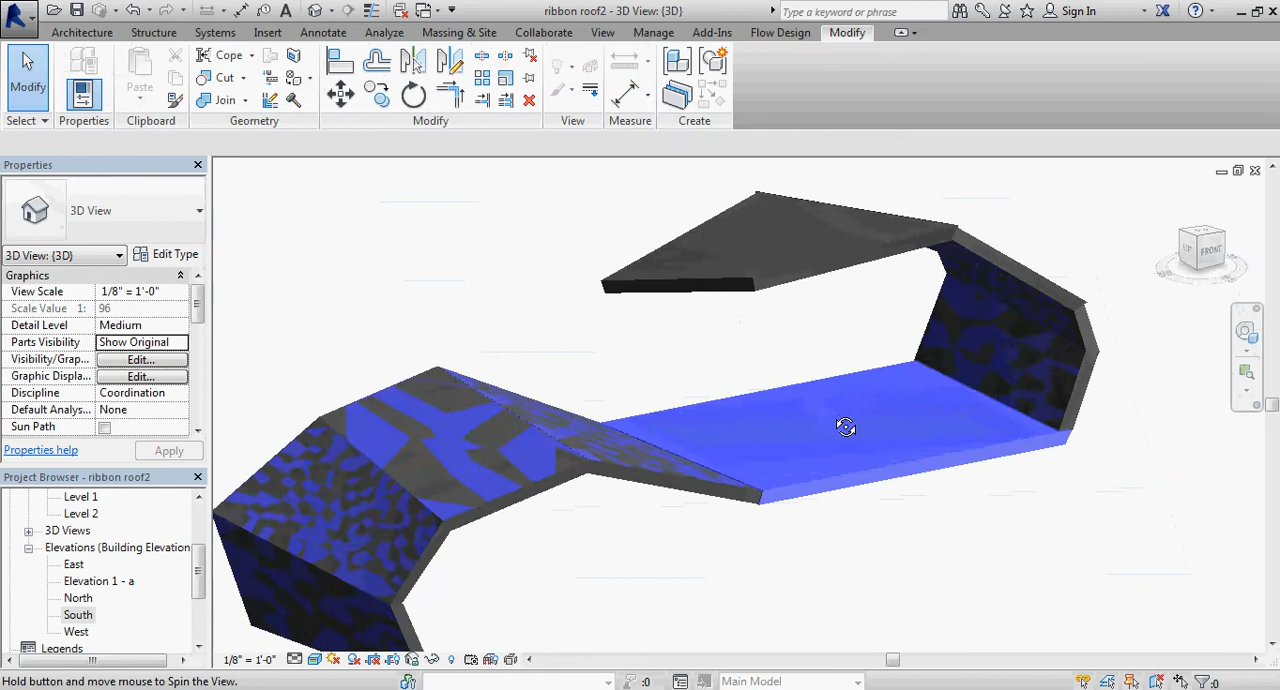 ribbon roof2 - 3D View: {3D}
Type a keyword or phrase
Sign In
Architecture Structure Systems Insert Annotate Analyze Massing & Site Collaborate View Manage Add-Ins Flow Design Modify
Modify
Paste
Cope
Cut
Join
Select Properties Clipboard Geometry Modify View Measure Create
Properties
3D View
3D View: {3D}
Edit Type
Graphics
View Scale 1/8" = 1'-0"
Scale Value 1: 96
Detail Level Medium
Parts Visibility Show Original
Visibility/Grap... Edit...
Graphic Displa... Edit...
Discipline Coordination
Default Analys... None
Sun Path
Properties help
Apply
Project Browser - ribbon roof2
Level 1
Level 2
3D Views
Elevations (Building Elevation
East
Elevation 1 - a
North
South
West
Legends
FRONT
1/8" = 1'-0"
Hold button and move mouse to Spin the View.
:0
Main Model
:0